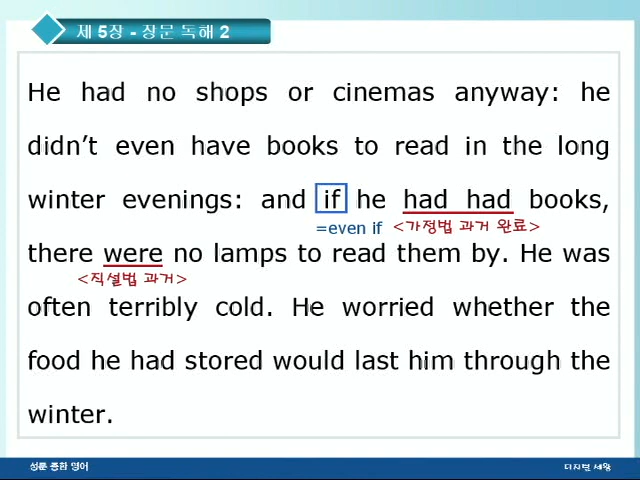 제 5장 - 장문 독해 2
He had no shops or cinemas anyway: he
didn't even have books to read in the long
winter evenings: and if he had had books,
=even if <가정법 과거 완료>
there were no lamps to read them by. He was
<직설법 과거>
often terribly cold. He worried whether the
food he had stored would last him through the
winter.
성문 종합 영어
디지털 세왕